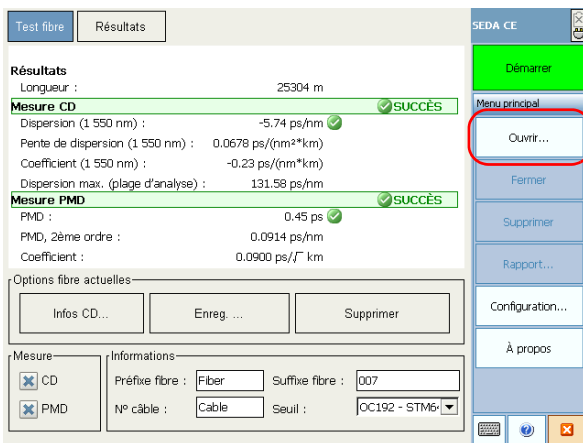 Test fibre
Résultats
Résultats
Longueur : 25304 m
Mesure CD SUCCÈS
Dispersion (1 550 nm) : -5.74 ps/nm
Pente de dispersion (1 550 nm) : 0.0678 ps/(nm²*km)
Coefficient (1 550 nm) : -0.23 ps/(nm*km)
Dispersion max. (plage d'analyse) : 131.58 ps/nm
Mesure PMD SUCCÈS
PMD : 0.45 ps
PMD, 2ème ordre : 0.0914 ps/nm
Coefficient : 0.0900 ps/√ km
Options fibre actuelles
Infos CD...
Enreg. ...
Supprimer
Mesure
CD
PMD
Informations
Préfixe fibre : Fiber Suffixe fibre : 007
Nº câble : Cable Seuil : OC192 - STM6
SEDA CE
Démarrer
Menu principal
Ouvrir...
Fermer
Supprimer
Rapport...
Configuration...
À propos